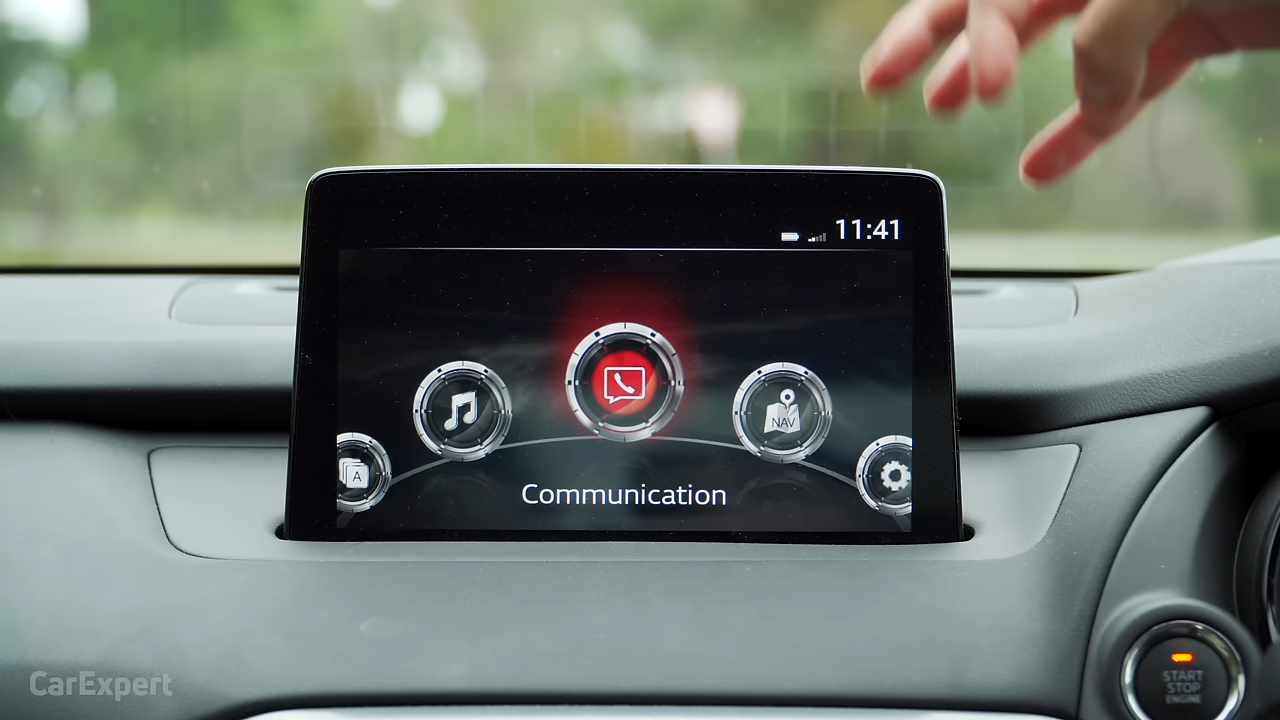 11:41
NAV
A
Communication
START
STOP
ENGINE
CarExpert